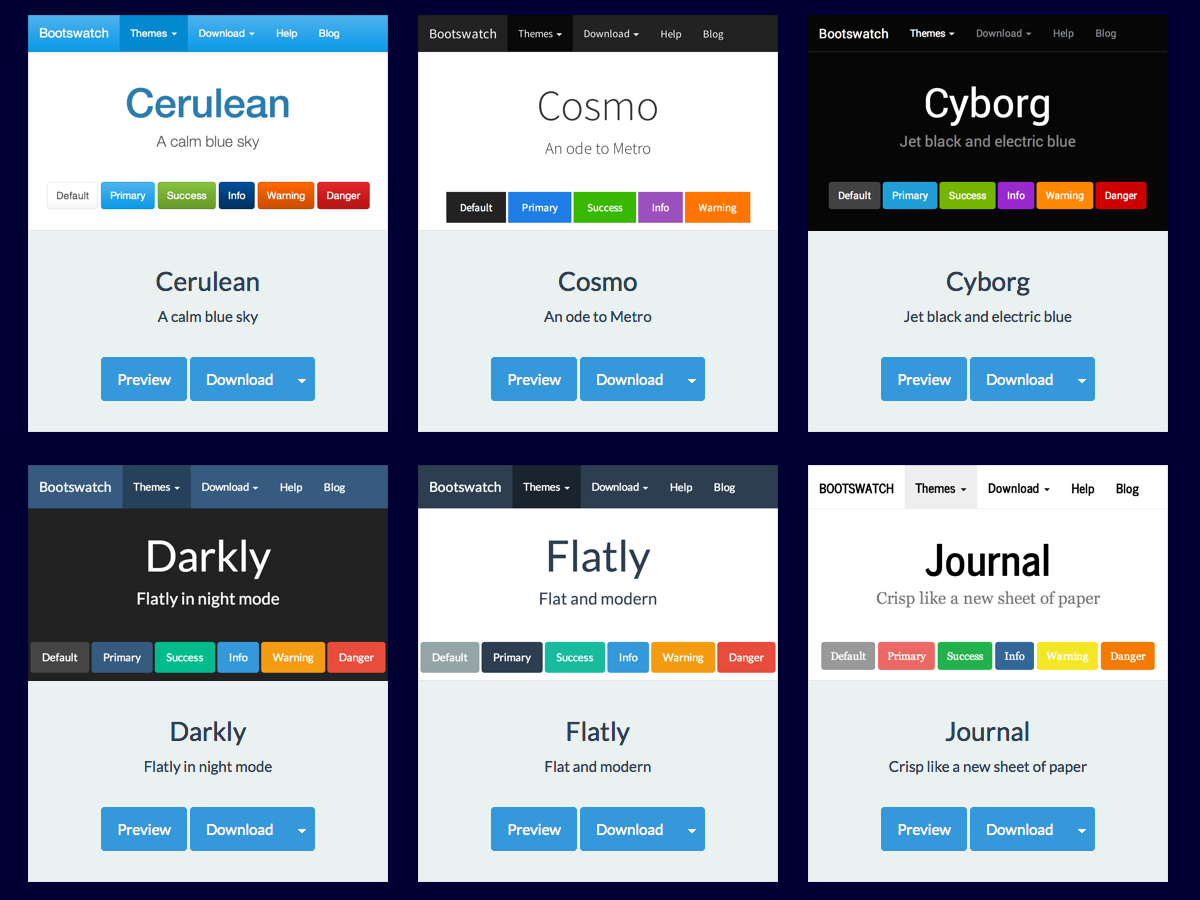 Bootswatch Themes Download Help Blog
Cerulean
A calm blue sky
Default Primary Success Info Warning Danger
Cerulean
A calm blue sky
Preview Download
Bootswatch Themes Download Help Blog
Cosmo
An ode to Metro
Default Primary Success Info Warning
Cosmo
An ode to Metro
Preview Download
Bootswatch Themes Download Help Blog
Cyborg
Jet black and electric blue
Default Primary Success Info Warning Danger
Cyborg
Jet black and electric blue
Preview Download
Bootswatch Themes Download Help Blog
Darkly
Flatly in night mode
Default Primary Success Info Warning Danger
Darkly
Flatly in night mode
Preview Download
Bootswatch Themes Download Help Blog
Flatly
Flat and modern
Default Primary Success Info Warning Danger
Flatly
Flat and modern
Preview Download
BOOTSWATCH Themes Download Help Blog
Journal
Crisp like a new sheet of paper
Default Primary Success Info Warning Danger
Journal
Crisp like a new sheet of paper
Preview Download